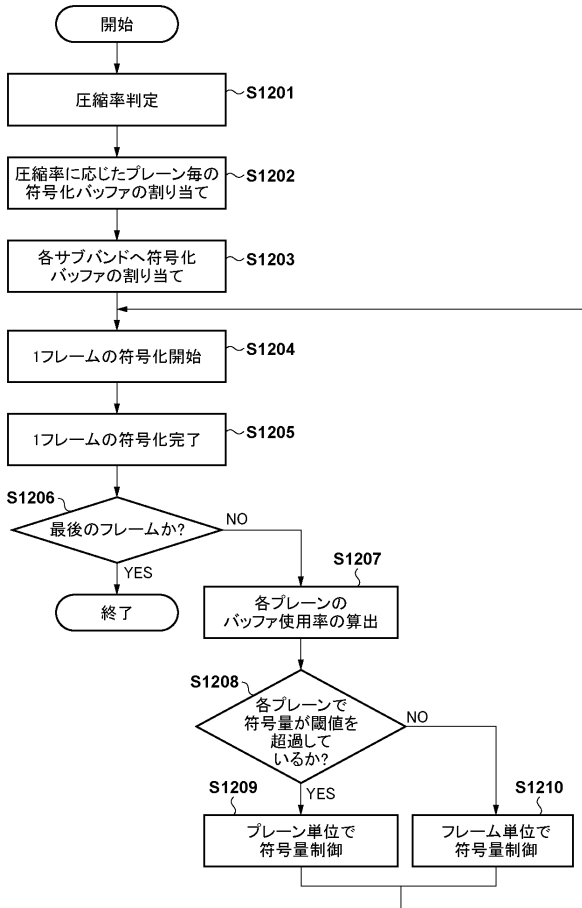 開始
圧縮率判定
S1201
圧縮率に応じたプレーン毎の
符号化バッファの割り当て
S1202
各サブバンドへ符号化
バッファの割り当て
S1203
1フレームの符号化開始
S1204
1フレームの符号化完了
S1205
S1206
最後のフレームか?
NO
YES
終了
S1207
各プレーンの
バッファ使用率の算出
S1208
各プレーンで
符号量が閾値を
超過して
いるか?
NO
YES
S1209
プレーン単位で
符号量制御
S1210
フレーム単位で
符号量制御